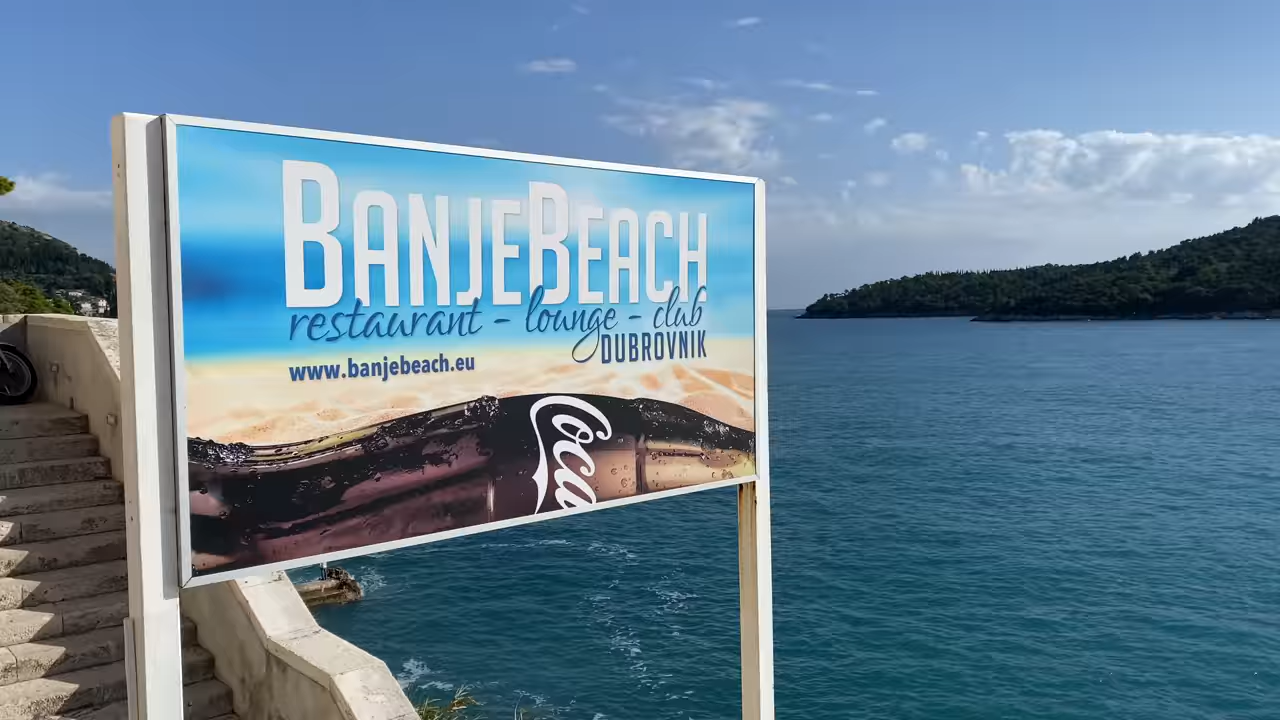 BANJEBEACH
restaurant - lounge - club
DUBROVNIK
www.banjebeach.eu
Coca